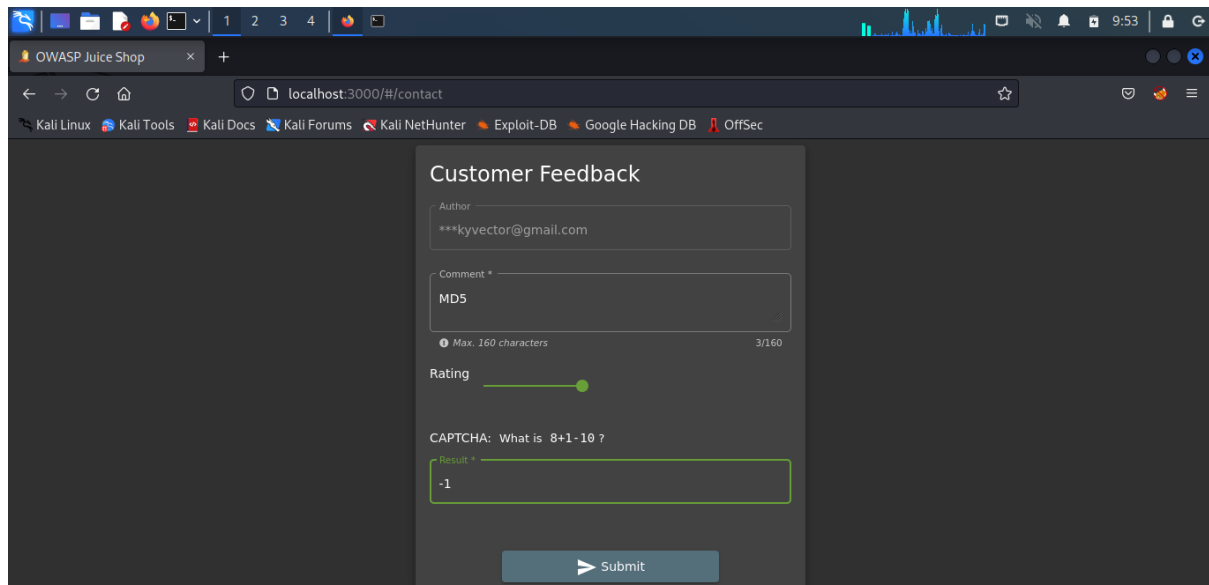 1 2 3 4 9:53
OWASP Juice Shop
localhost:3000/#/contact
Kali Linux Kali Tools Kali Docs Kali Forums Kali NetHunter Exploit-DB Google Hacking DB OffSec
Customer Feedback
Author
***kyvector@gmail.com
Comment *
MD5
Max. 160 characters 3/160
Rating
CAPTCHA: What is 8+1-10 ?
Result *
-1
Submit